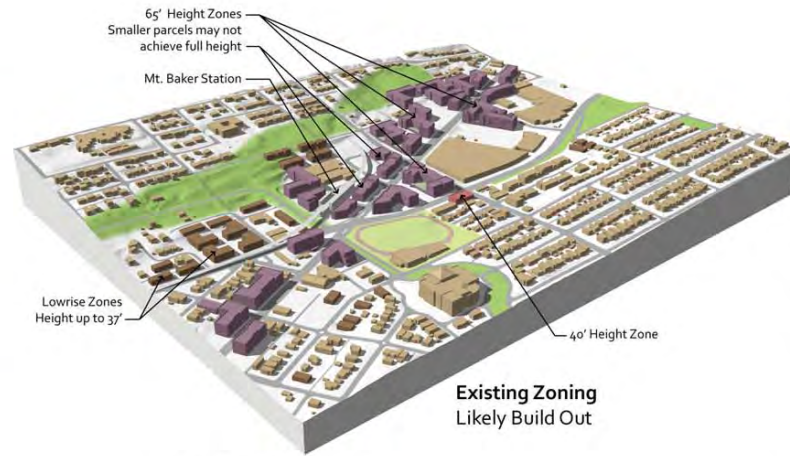 65' Height Zones
Smaller parcels may not
achieve full height
Mt. Baker Station
Lowrise Zones
Height up to 37'
40' Height Zone
Existing Zoning
Likely Build Out